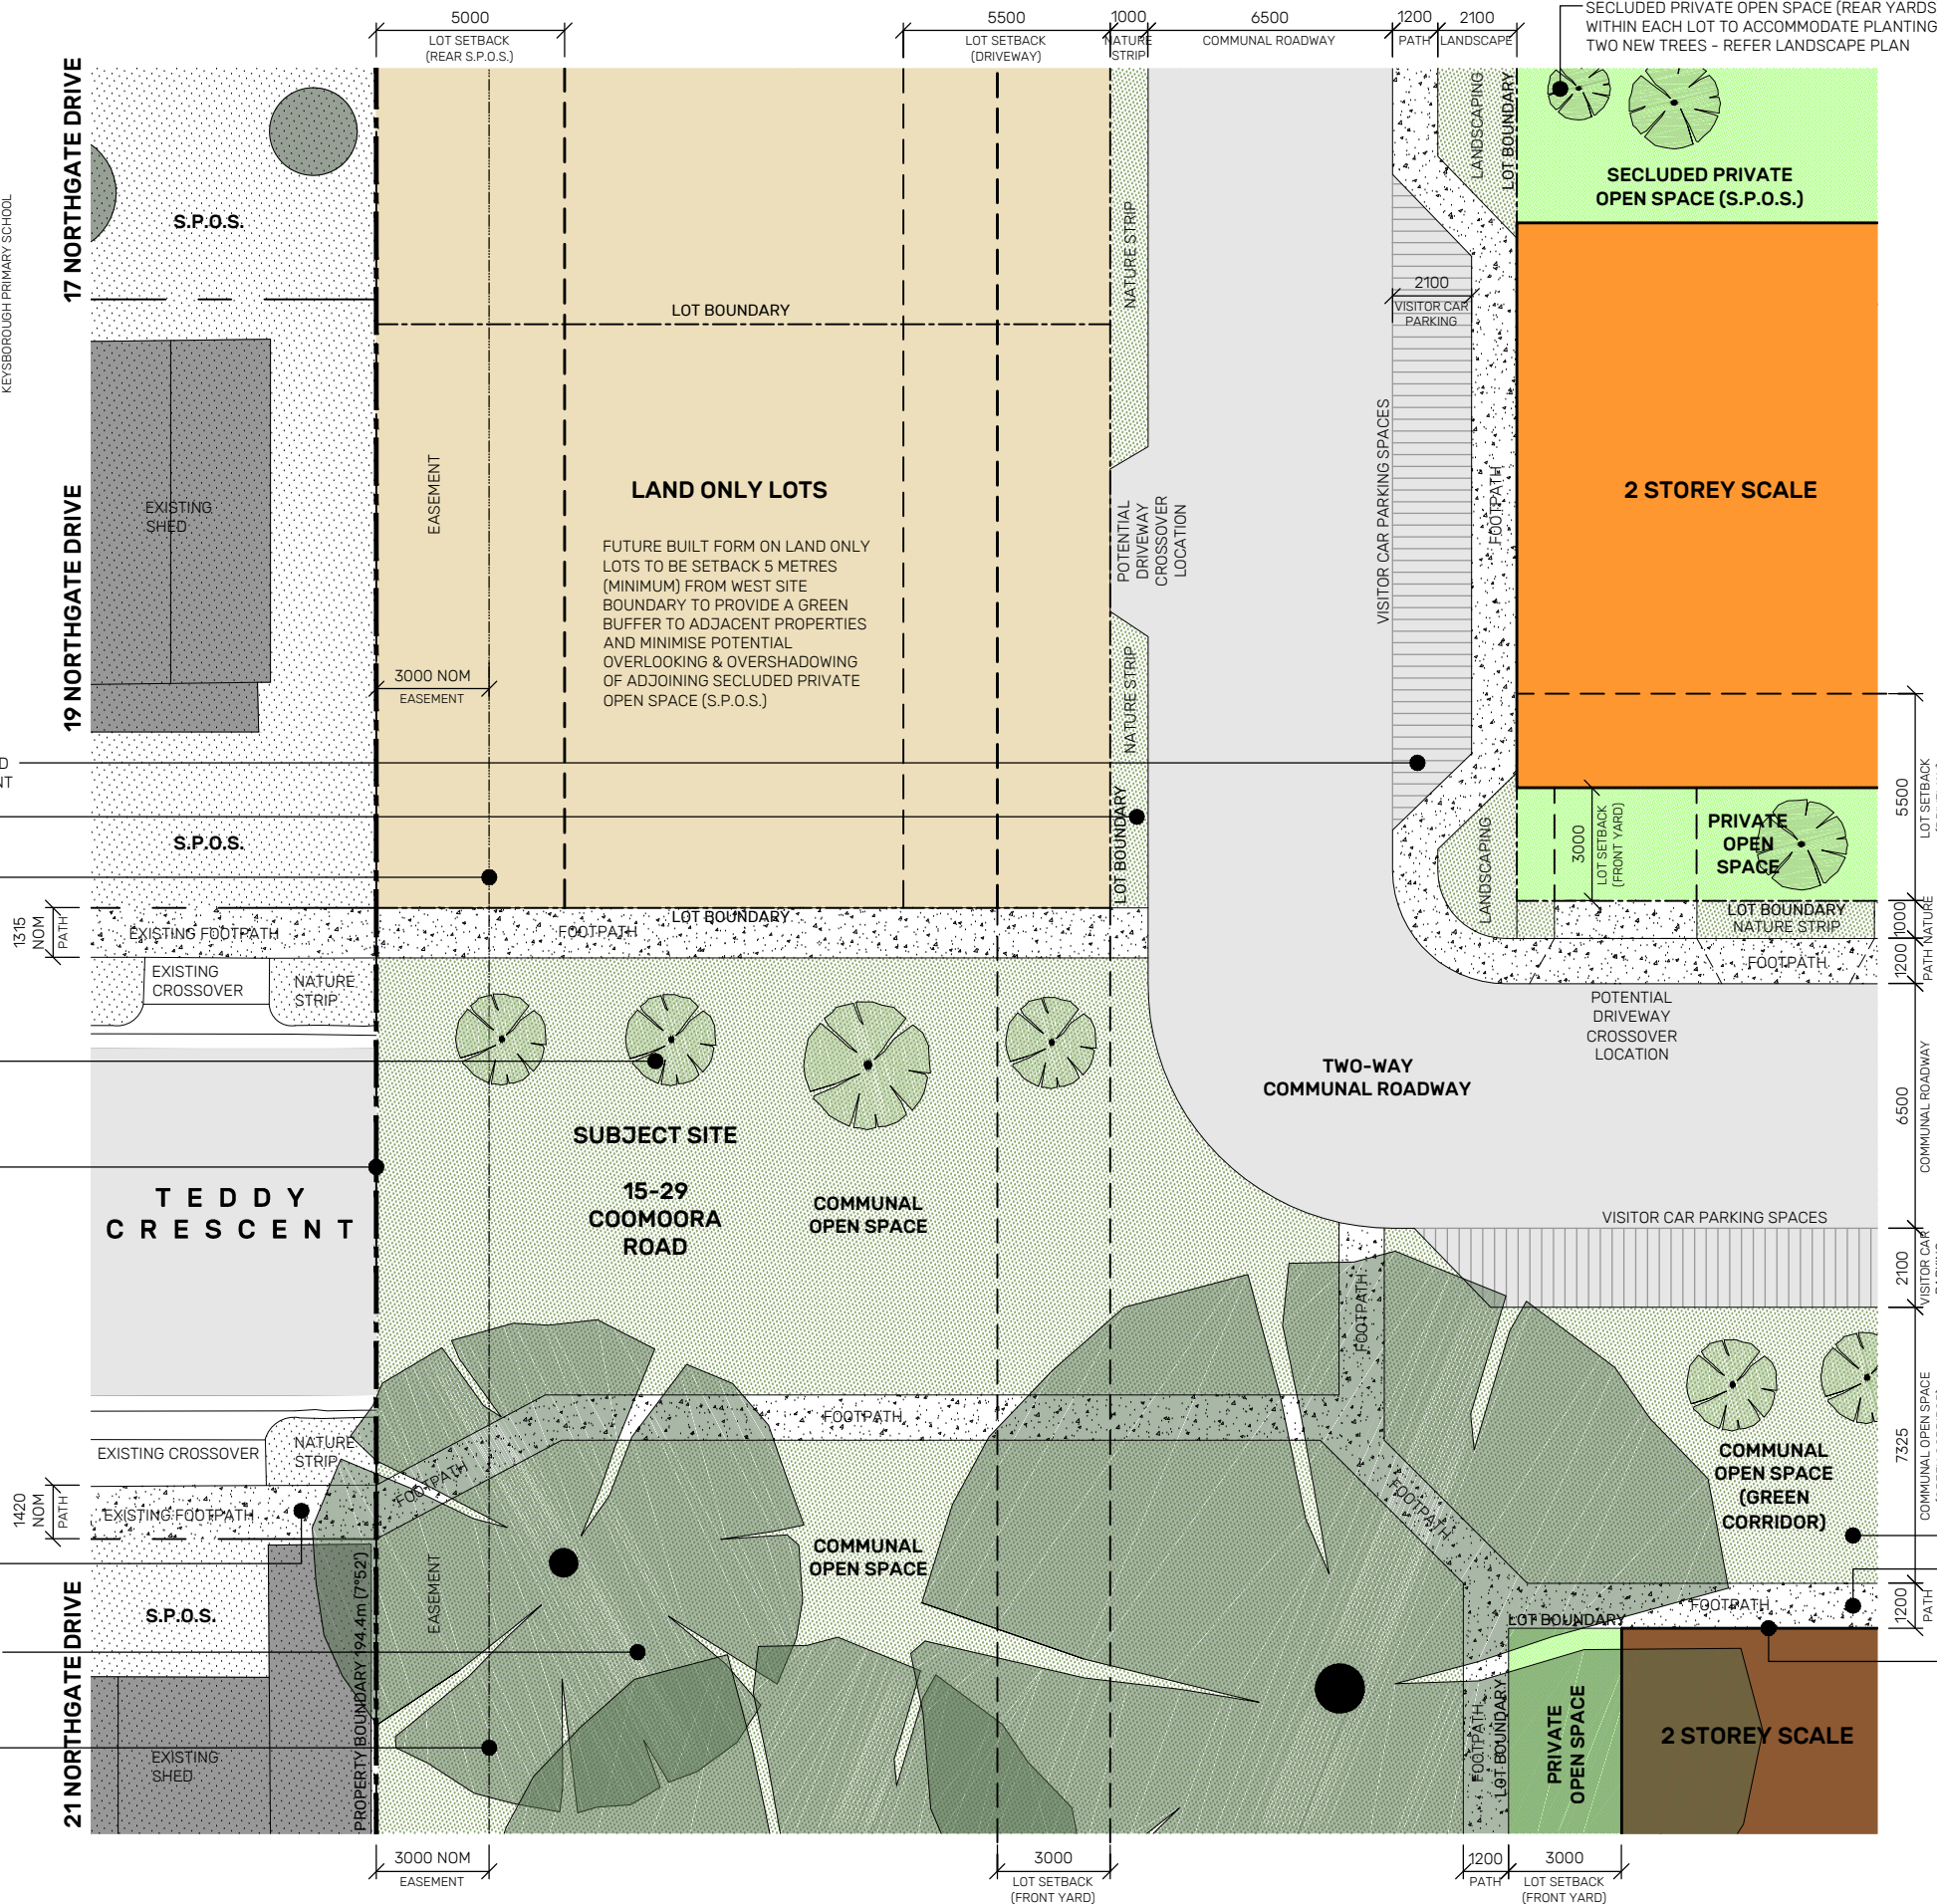 5000
LOT SETBACK
(REAR S.P.O.S.)
5500
LOT SETBACK
(DRIVEWAY)
1000
NATURE
STRIP
6500
COMMUNAL ROADWAY
1200
PATH
2100
LANDSCAPE
SECLUDED PRIVATE OPEN SPACE (REAR YARDS
WITHIN EACH LOT TO ACCOMMODATE PLANTING
TWO NEW TREES - REFER LANDSCAPE PLAN
KEYSBOROUGH PRIMARY SCHOOL
17 NORTHGATE DRIVE
S.P.O.S.
LOT BOUNDARY
NATURE STRIP
LANDSCAPING
LOT BOUNDARY
SECLUDED PRIVATE
OPEN SPACE (S.P.O.S.)
2100
VISITOR CAR
PARKING
19 NORTHGATE DRIVE
EXISTING
SHED
EASEMENT
LAND ONLY LOTS
FUTURE BUILT FORM ON LAND ONLY
LOTS TO BE SETBACK 5 METRES
(MINIMUM) FROM WEST SITE
BOUNDARY TO PROVIDE A GREEN
BUFFER TO ADJACENT PROPERTIES
AND MINIMISE POTENTIAL
OVERLOOKING & OVERSHADOWING
OF ADJOINING SECLUDED PRIVATE
OPEN SPACE (S.P.O.S.)
3000 NOM
EASEMENT
POTENTIAL
DRIVEWAY
CROSSOVER
LOCATION
NATURE STRIP
VISITOR CAR PARKING SPACES
FOOTPATH
2 STOREY SCALE
D
NT
S.P.O.S.
LOT BOUNDARY
LANDSCAPING
3000
LOT SETBACK
(FRONT YARD)
PRIVATE
OPEN
SPACE
5500
LOT SETBACK
1315
NOM
PATH
EXISTING FOOTPATH
LOT BOUNDARY
FOOTPATH
LOT BOUNDARY
NATURE STRIP
1000
NATURE
EXISTING
CROSSOVER
NATURE
STRIP
FOOTPATH
1200
PATH
POTENTIAL
DRIVEWAY
CROSSOVER
LOCATION
TWO-WAY
COMMUNAL ROADWAY
6500
COMMUNAL ROADWAY
TEDDY
CRESCENT
SUBJECT SITE
15-29
COOMOORA
ROAD
COMMUNAL
OPEN SPACE
VISITOR CAR PARKING SPACES
2100
VISITOR CAR
FOOTPATH
FOOTPATH
EXISTING CROSSOVER
NATURE
STRIP
FOOTPATH
FOOTPATH
COMMUNAL
OPEN SPACE
(GREEN
CORRIDOR)
7325
COMMUNAL OPEN SPACE
1420
NOM
PATH
EXISTING FOOTPATH
COMMUNAL
OPEN SPACE
21 NORTHGATE DRIVE
S.P.O.S.
EXISTING
SHED
PROPERTY BOUNDARY 194.4m (7°52')
EASEMENT
LOT BOUNDARY
FOOTPATH
1200
PATH
FOOTPATH
LOT BOUNDARY
PRIVATE
OPEN SPACE
2 STOREY SCALE
3000 NOM
EASEMENT
3000
LOT SETBACK
(FRONT YARD)
1200
PATH
3000
LOT SETBACK
(FRONT YARD)